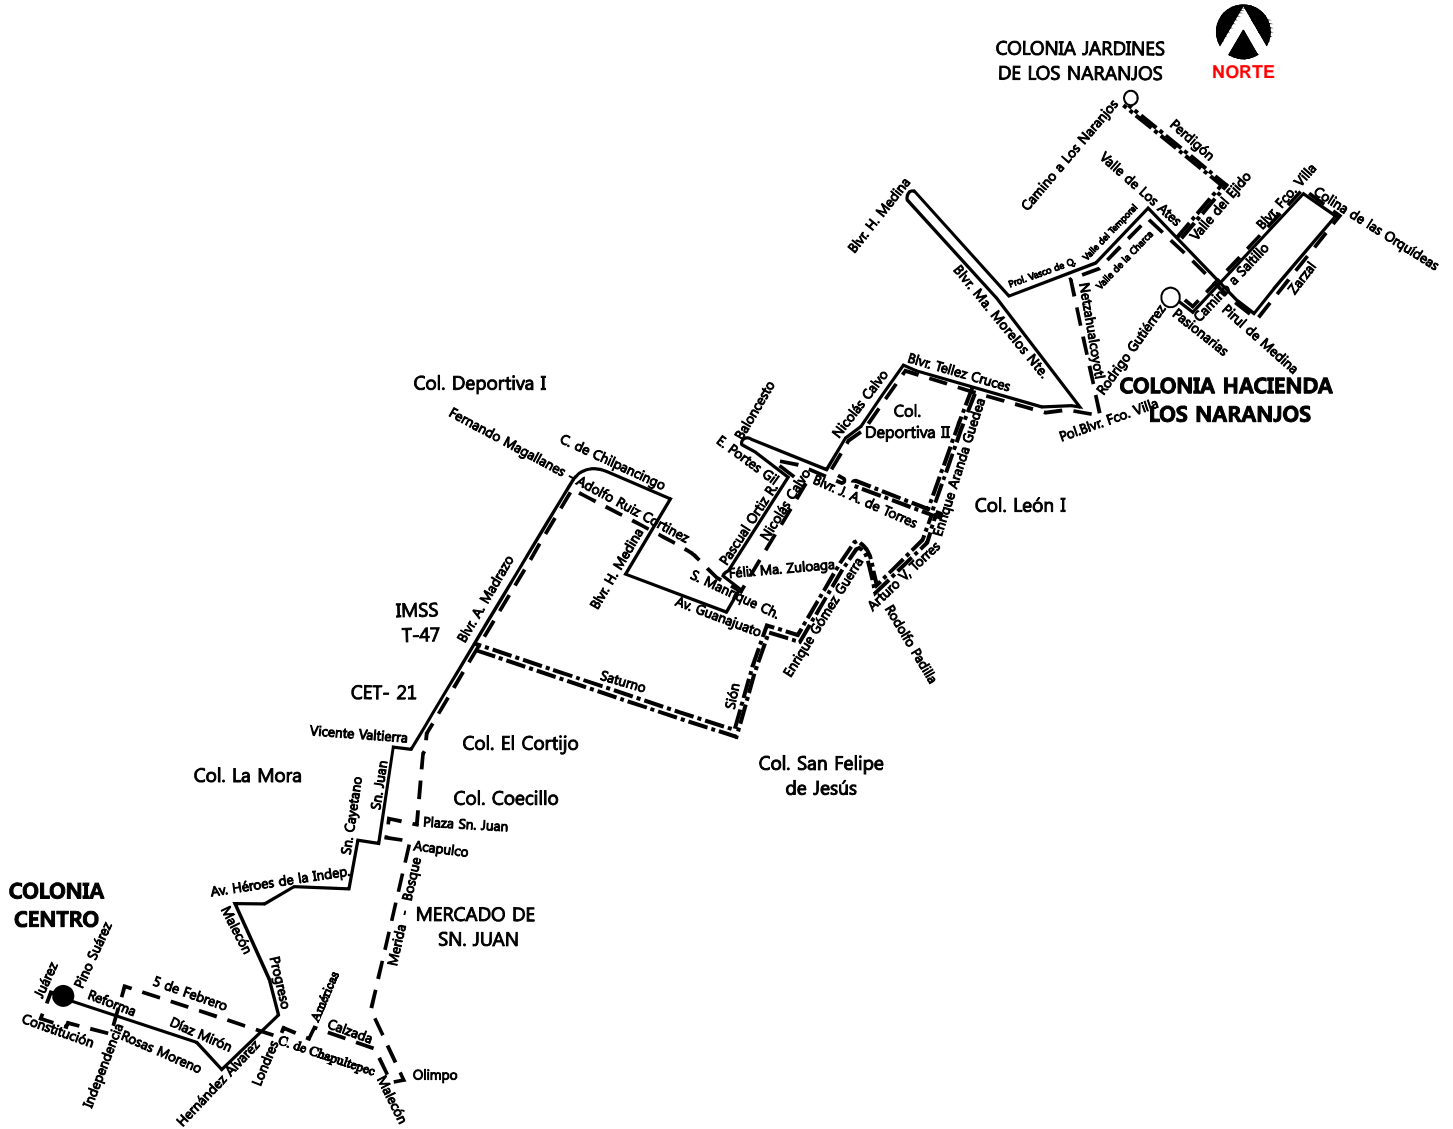 COLONIA JARDINES
DE LOS NARANJOS
NORTE
Camino a Los Naranjos
Perdigón
Valle de Los Ates
Valle del Ejido
Blvr. Fco. Villa
Colina de las Orquídeas
Blvr. H. Medina
Valle del Temporal
Valle de la Charca
Prol. Vasco de Q.
Camino a Saltillo
Zarzal
Blvr. Ma. Morelos Nte.
Netzahualcoyotl
Rodrigo Gutiérrez
Pasionarias
Pirul de Medina
COLONIA HACIENDA
LOS NARANJOS
Pol.Blvr. Fco. Villa
Blvr. Tellez Cruces
Nicolás Calvo
Col.
Deportiva II
Enrique Aranda Guedea
Col. Deportiva I
Baloncesto
E. Portes Gil
Fernando Magallanes
C. de Chilpancingo
Adolfo Ruiz Cortinez
Pascual Ortiz R.
Nicolás Calvo
Blvr. J. A. de Torres
Col. León I
Blvr. H. Medina
Félix Ma. Zuloaga
S. Manrique Ch.
Av. Guanajuato
Enrique Gómez Guerra
Arturo V, Torres
Rodolfo Padilla
Blvr. A. Madrazo
IMSS
T-47
CET- 21
Saturno
Sión
Vicente Valtierra
Col. El Cortijo
Col. San Felipe
de Jesús
Col. La Mora
Sn. Juan
Sn. Cayetano
Col. Coecillo
Plaza Sn. Juan
Acapulco
Av. Héroes de la Indep.
Merida - Bosque
MERCADO DE
SN. JUAN
COLONIA
CENTRO
Malecón
Progreso
Juárez
Pino Suárez
Reforma
5 de Febrero
Américas
Constitución
Independencia
Rosas Moreno
Díaz Mirón
Hernández Alvarez
Londres
C. de Chapultepec
Calzada
Malecón
Olimpo